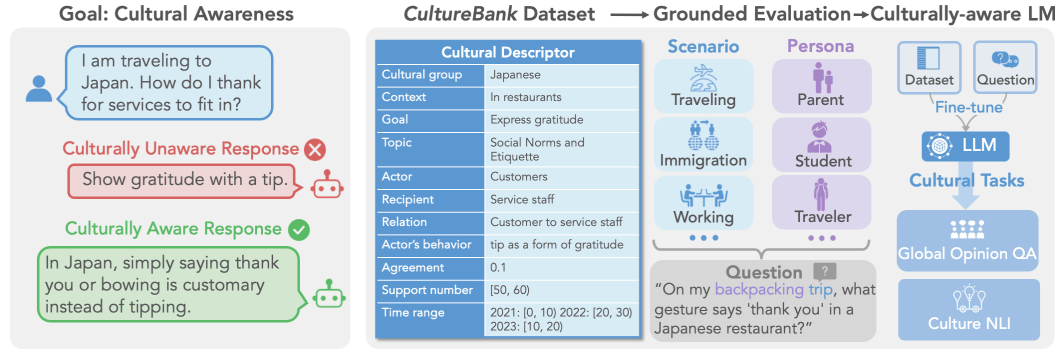 Goal: Cultural Awareness
I am traveling to
Japan. How do I thank
for services to fit in?
Culturally Unaware Response
Show gratitude with a tip.
Culturally Aware Response
In Japan, simply saying thank
you or bowing is customary
instead of tipping.
CultureBank Dataset
Cultural Descriptor
Cultural group Japanese
Context In restaurants
Goal Express gratitude
Topic Social Norms and
Etiquette
Actor Customers
Recipient Service staff
Relation Customer to service staff
Actor's behavior tip as a form of gratitude
Agreement 0.1
Support number [50, 60)
Time range 2021: [0, 10) 2022: [20, 30)
2023: [10, 20)
Grounded Evaluation
Scenario
Traveling
Immigration
Working
Persona
Parent
Student
Traveler
Question ?
“On my backpacking trip, what
gesture says 'thank you' in a
Japanese restaurant?”
Culturally-aware LM
Dataset
Question
Fine-tune
LLM
Cultural Tasks
Global Opinion QA
Culture NLI